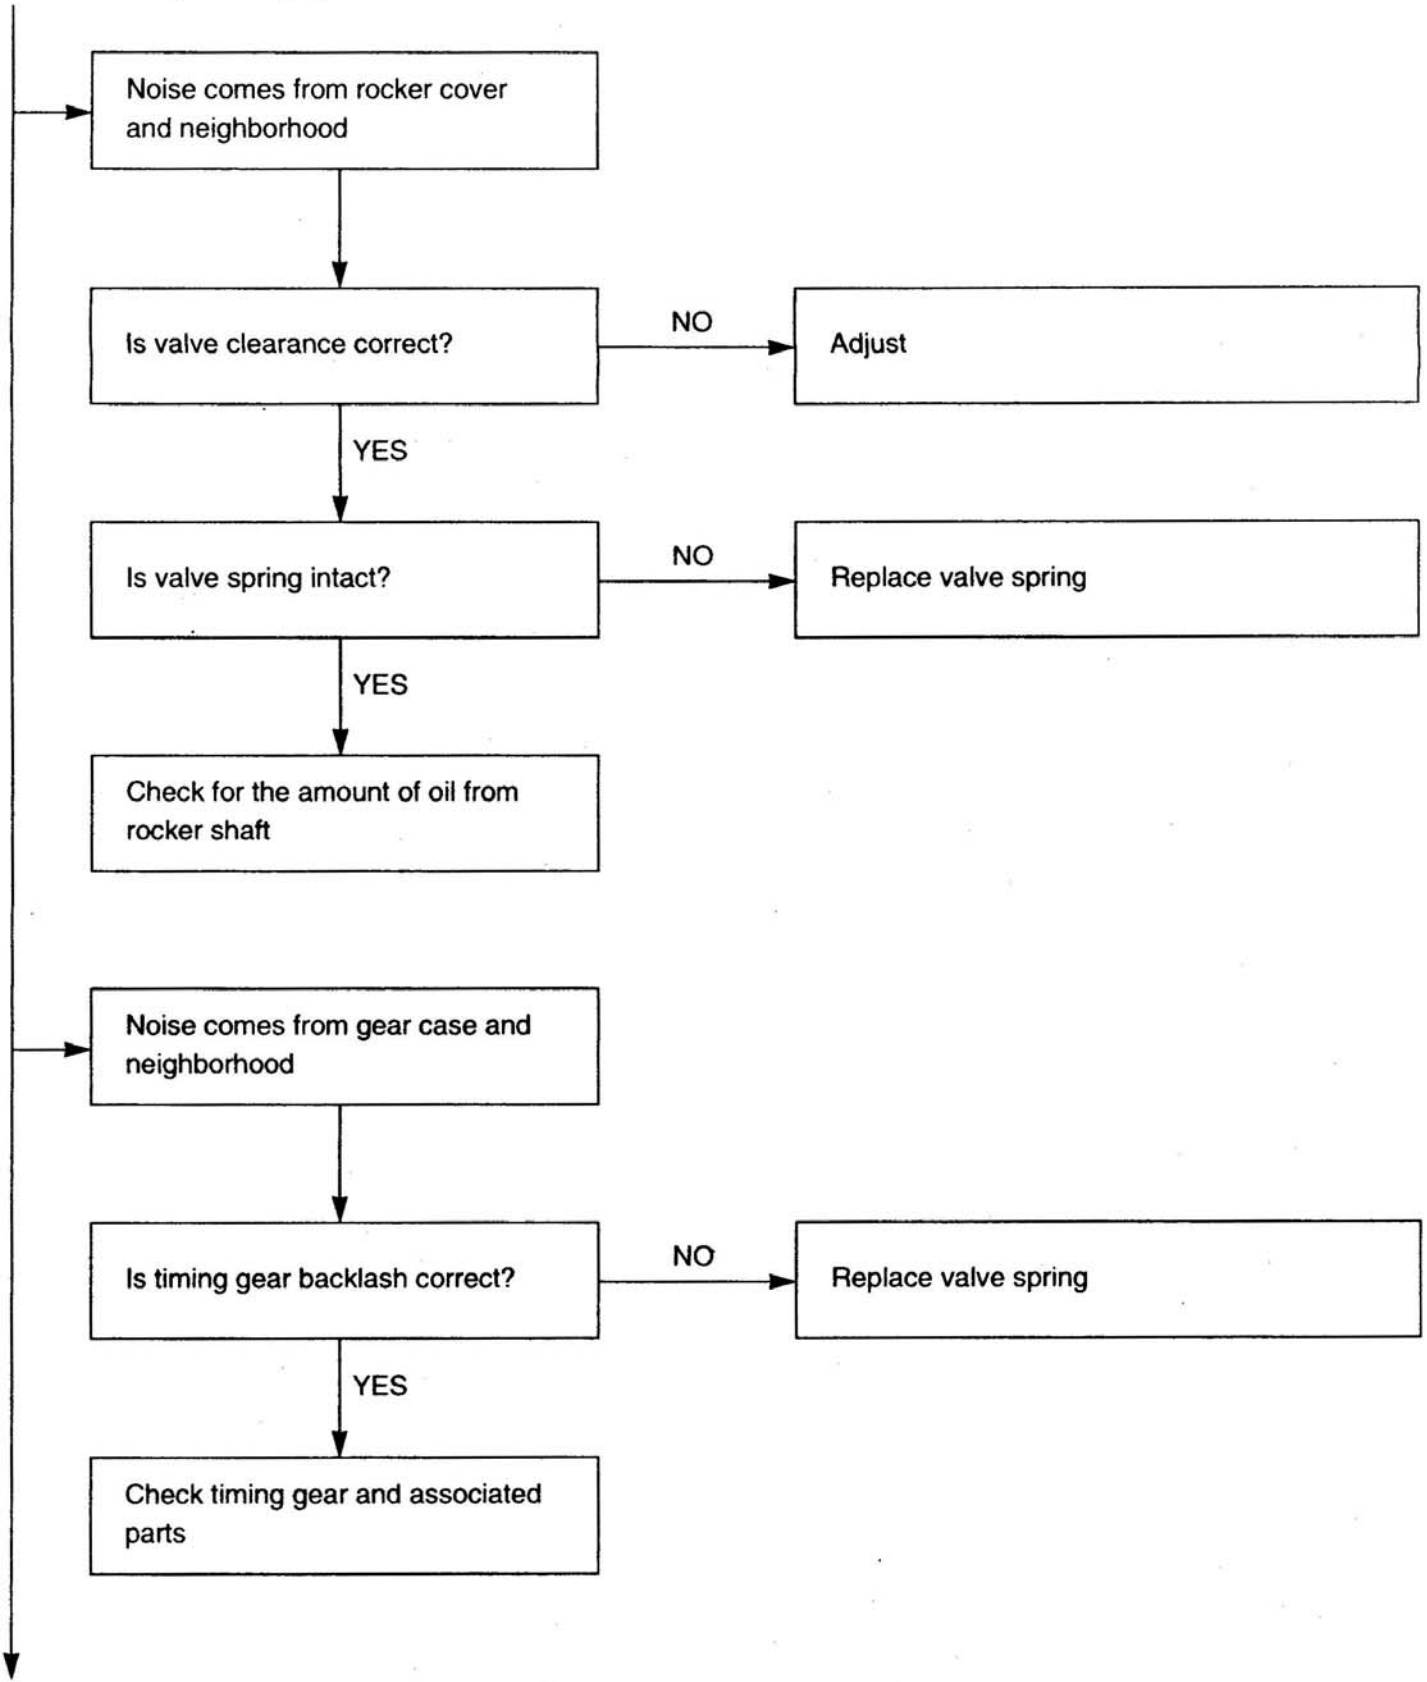 Noise comes from rocker cover
and neighborhood
Is valve clearance correct?
NO
Adjust
YES
Is valve spring intact?
NO
Replace valve spring
YES
Check for the amount of oil from
rocker shaft
Noise comes from gear case and
neighborhood
Is timing gear backlash correct?
NO
Replace valve spring
YES
Check timing gear and associated
parts